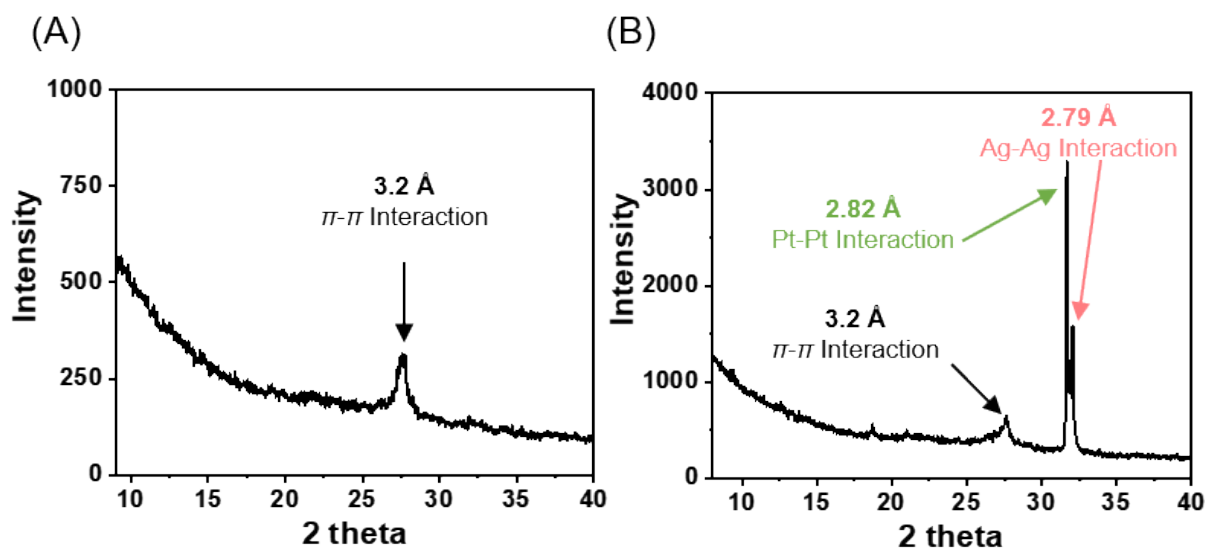 (A)
1000
750
500
250
0
Intensity
3.2 Å
π-π Interaction
10 15 20 25 30 35 40
2 theta
(B)
4000
3000
2000
1000
0
Intensity
2.79 Å
Ag-Ag Interaction
2.82 Å
Pt-Pt Interaction
3.2 Å
π-π Interaction
10 15 20 25 30 35 40
2 theta